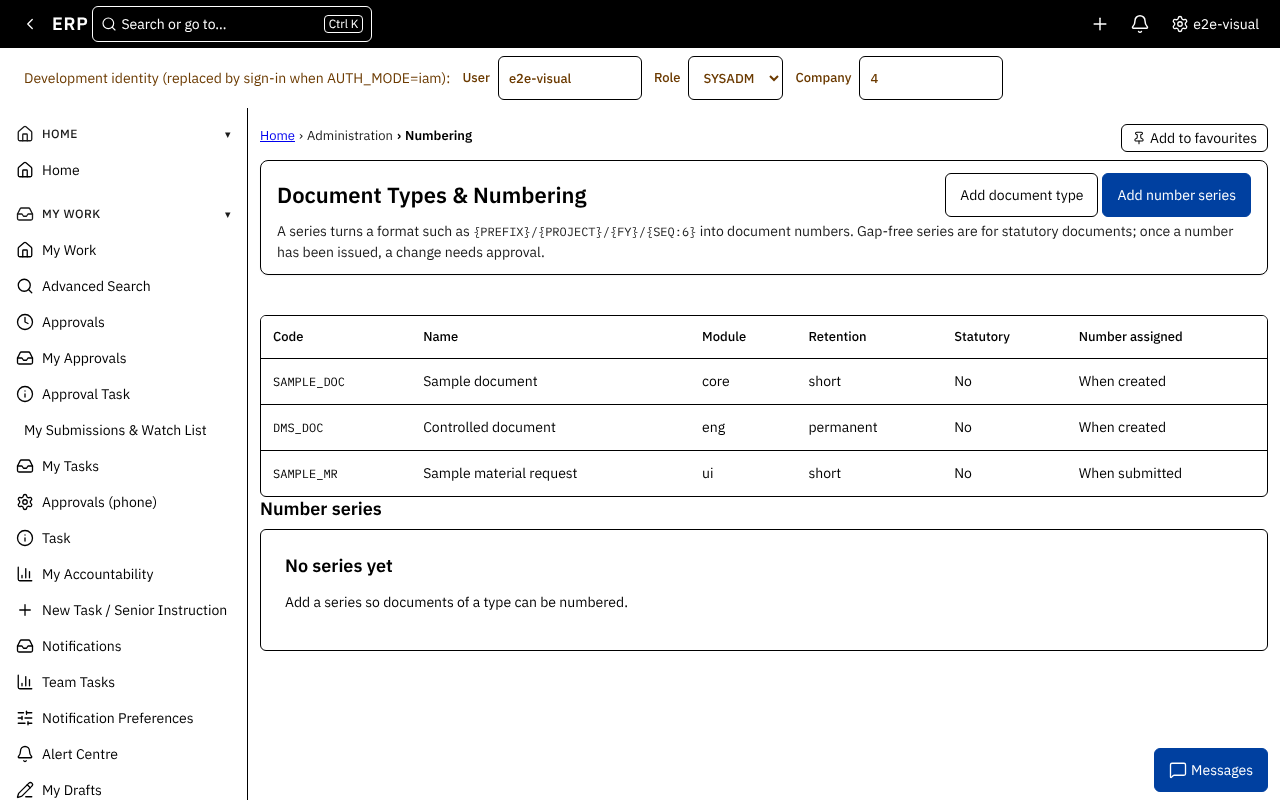 ERP
Search or go to…
Ctrl K
e2e-visual
Development identity (replaced by sign-in when AUTH_MODE=iam): User e2e-visual Role SYSADM Company 4
HOME
Home
MY WORK
My Work
Advanced Search
Approvals
My Approvals
Approval Task
My Submissions & Watch List
My Tasks
Approvals (phone)
Task
My Accountability
New Task / Senior Instruction
Notifications
Team Tasks
Notification Preferences
Alert Centre
My Drafts
Home › Administration › Numbering
Add to favourites
Document Types & Numbering
Add document type
Add number series
A series turns a format such as {PREFIX}/{PROJECT}/{FY}/{SEQ:6} into document numbers. Gap-free series are for statutory documents; once a number
has been issued, a change needs approval.
Code Name Module Retention Statutory Number assigned
SAMPLE_DOC Sample document core short No When created
DMS_DOC Controlled document eng permanent No When created
SAMPLE_MR Sample material request ui short No When submitted
Number series
No series yet
Add a series so documents of a type can be numbered.
Messages